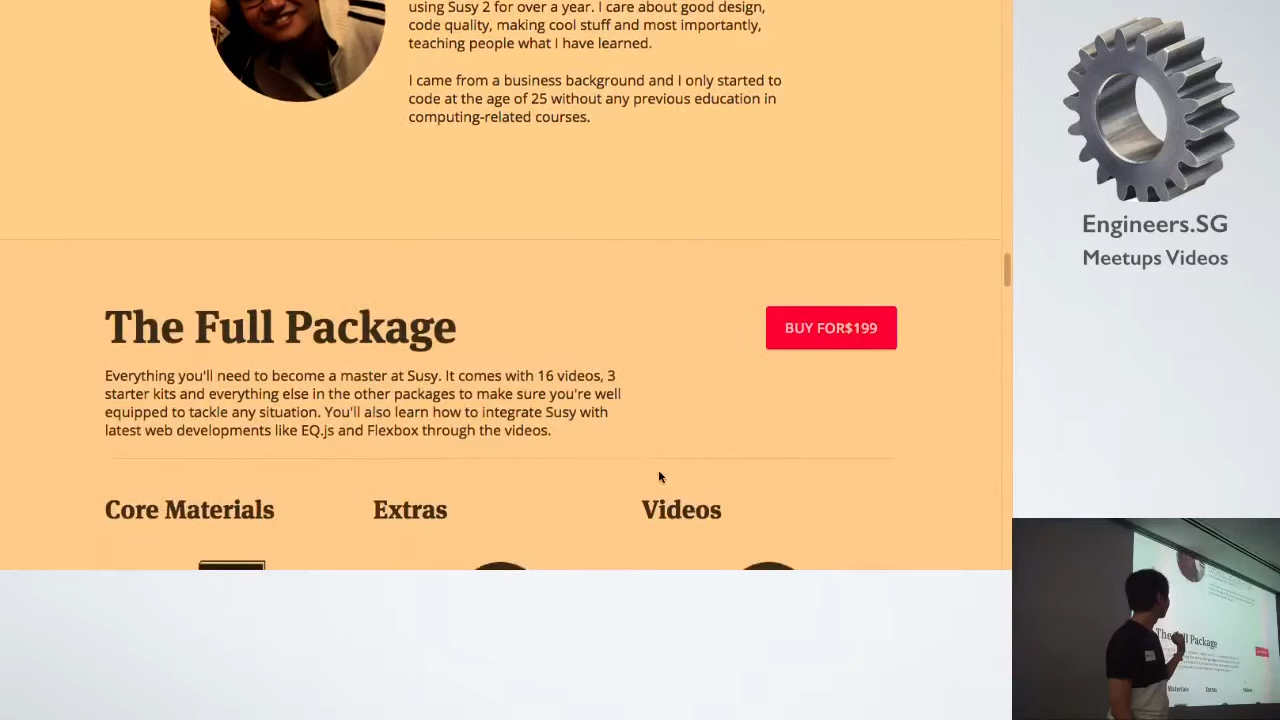 using Susy 2 for over a year. I care about good design,
code quality, making cool stuff and most importantly,
teaching people what I have learned.
I came from a business background and I only started to
code at the age of 25 without any previous education in
computing-related courses.
The Full Package
BUY FOR$199
Everything you'll need to become a master at Susy. It comes with 16 videos, 3
starter kits and everything else in the other packages to make sure you're well
equipped to tackle any situation. You'll also learn how to integrate Susy with
latest web developments like EQ.js and Flexbox through the videos.
Core Materials
Extras
Videos
Engineers.SG
Meetups Videos
The Full Package
Materials
Extras
Videos